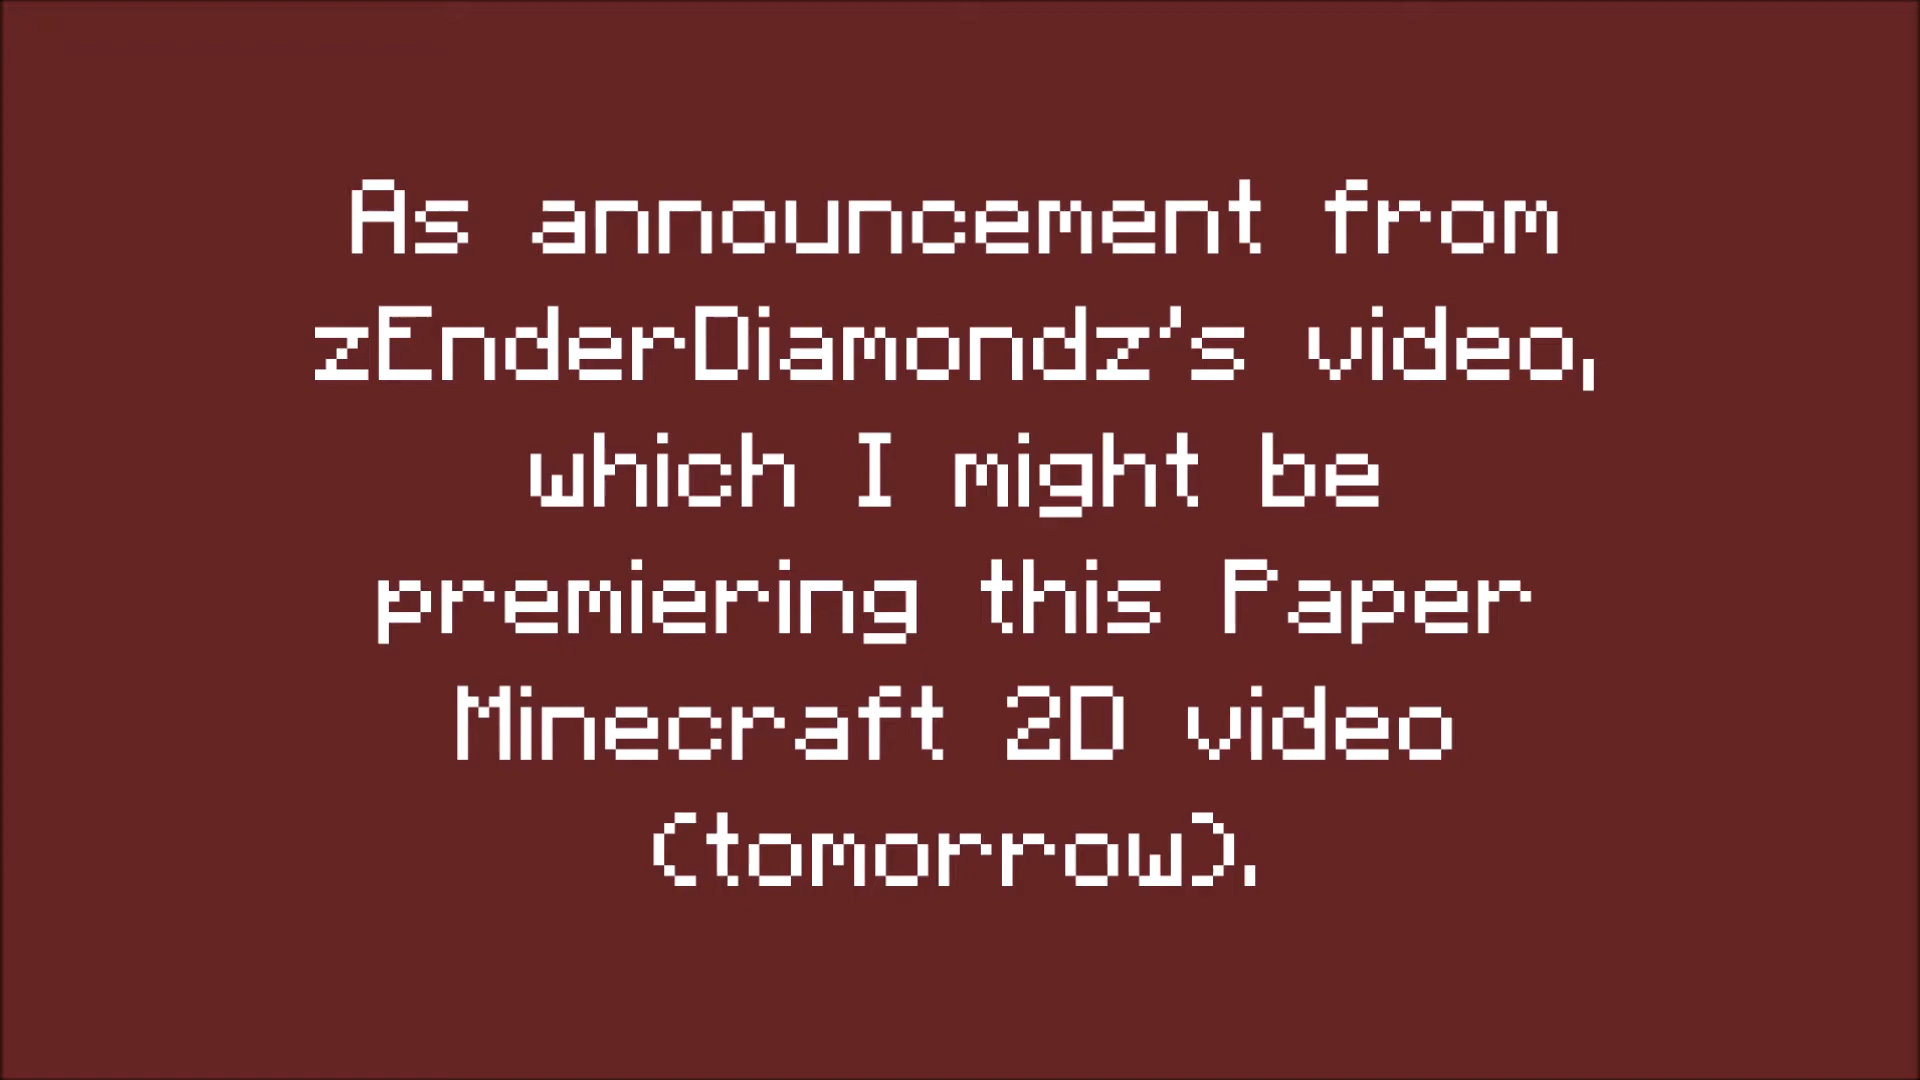 As announcement from
zEnderDiamondz's video,
which I might be
premiering this Paper
Minecraft 2D video
(tomorrow).